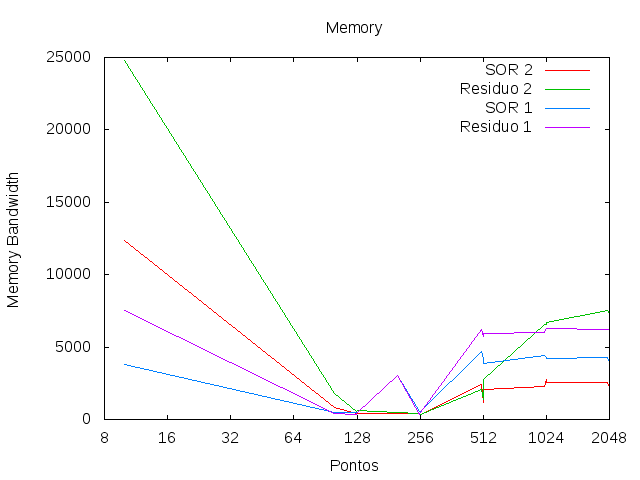 Memory
25000
20000
15000
10000
5000
0
Memory Bandwidth
SOR 2
Residuo 2
SOR 1
Residuo 1
8 16 32 64 128 256 512 1024 2048
Pontos